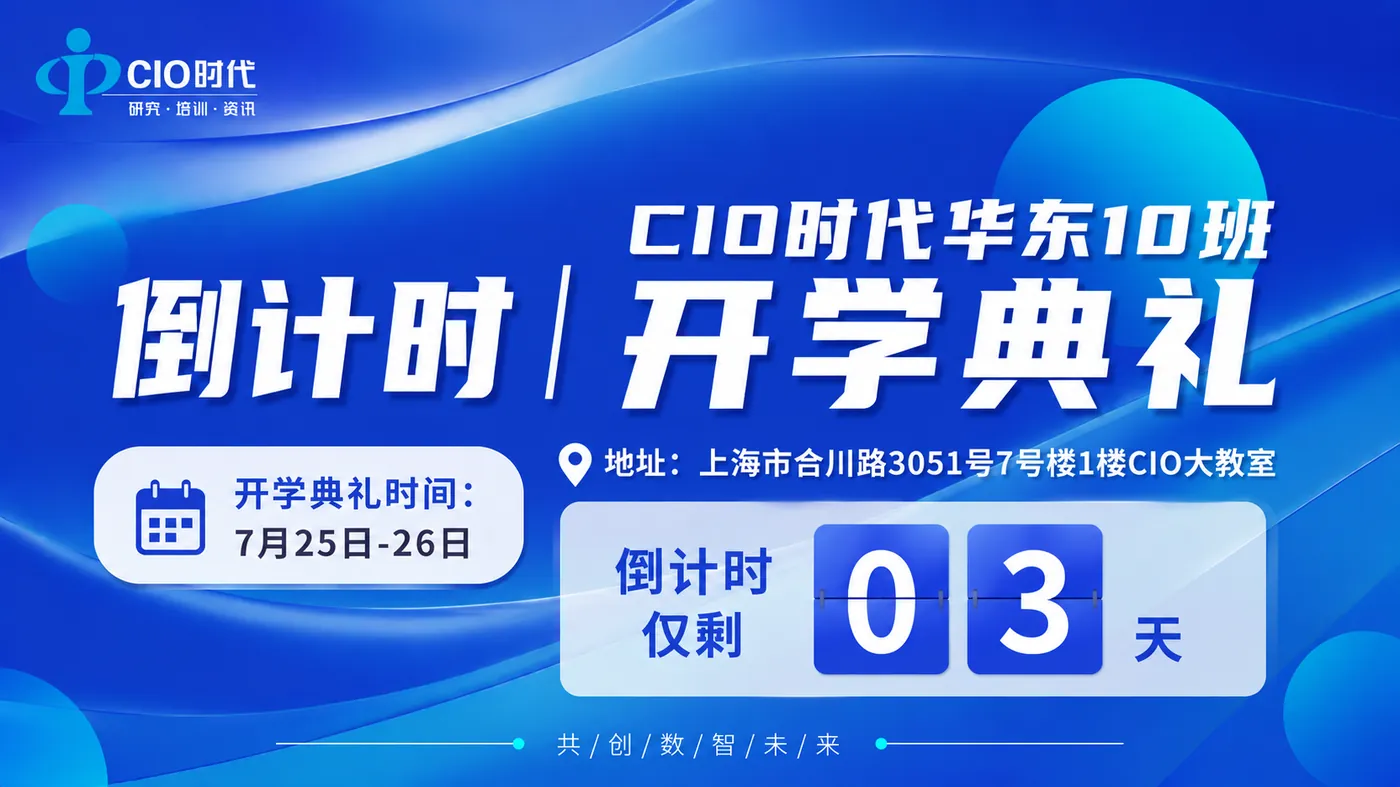 CIO时代
研究·培训·资讯
倒计时
CIO时代华东10班
开学典礼
开学典礼时间：
7月25日-26日
地址：上海市合川路3051号7号楼1楼CIO大教室
倒计时
仅剩
03
天
共/创/数/智/未/来